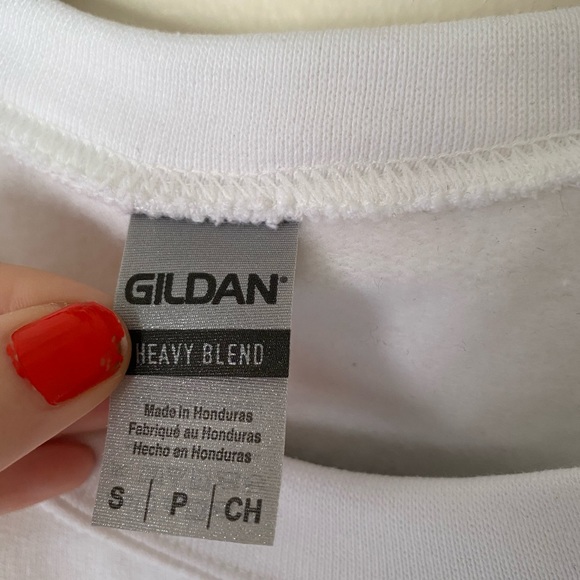 GILDAN®
HEAVY BLEND
Made in Honduras
Fabriqué au Honduras
Hecho en Honduras
S | P | CH